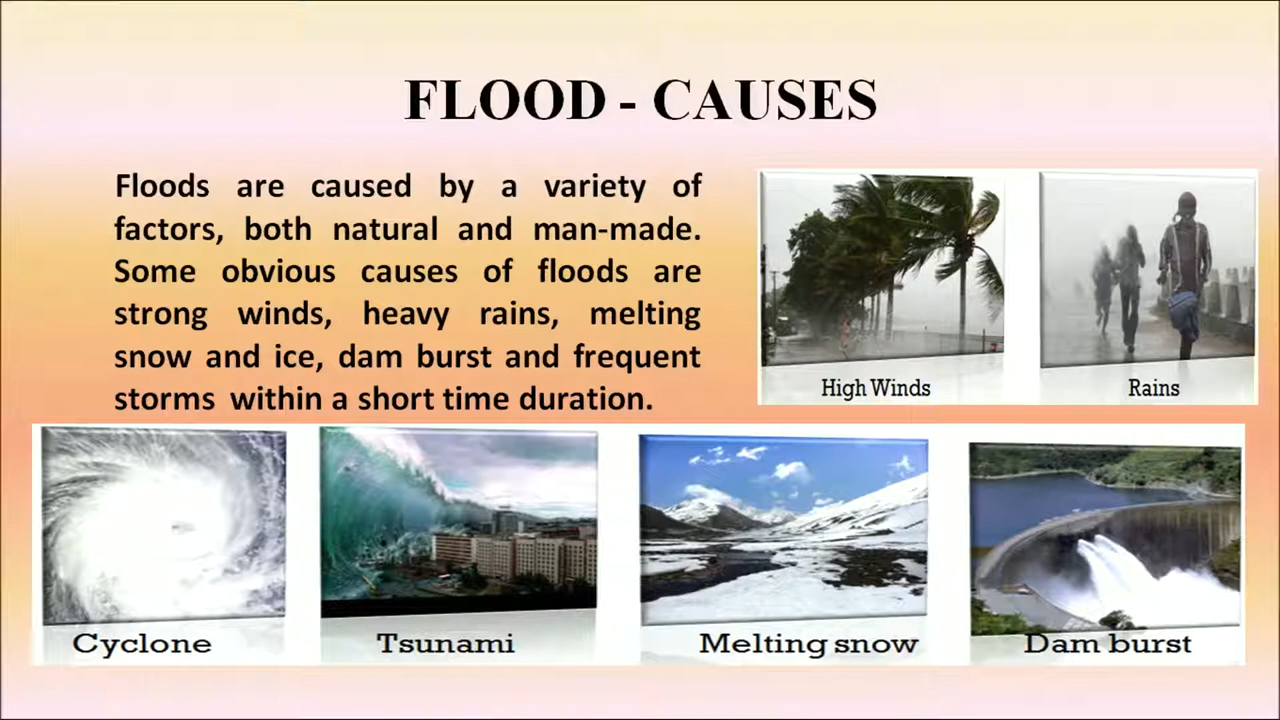 FLOOD - CAUSES
Floods are caused by a variety of
factors, both natural and man-made.
Some obvious causes of floods are
strong winds, heavy rains, melting
snow and ice, dam burst and frequent
storms within a short time duration.
High Winds
Rains
Cyclone
Tsunami
Melting snow
Dam burst